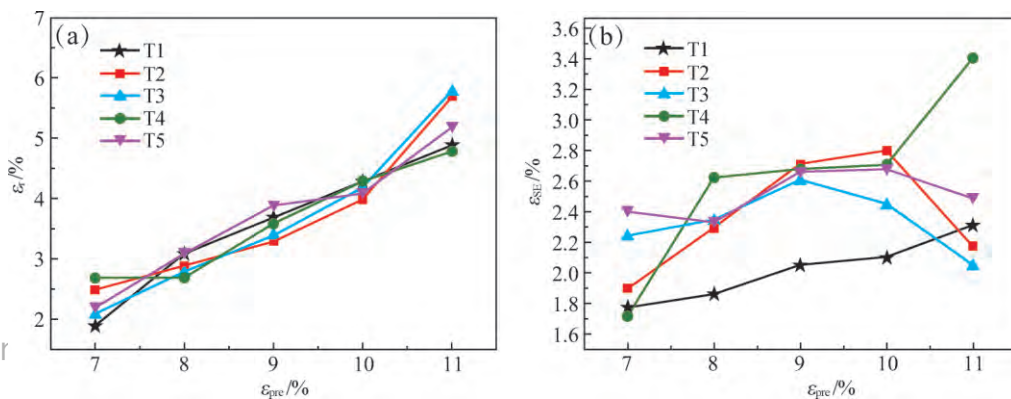 (a)
T1
T2
T3
T4
T5
7
6
5
4
3
2
εr/%
7 8 9 10 11
εpre/%
(b)
T1
T2
T3
T4
T5
3.6
3.4
3.2
3.0
2.8
2.6
2.4
2.2
2.0
1.8
1.6
εSE/%
7 8 9 10 11
εpre/%
r